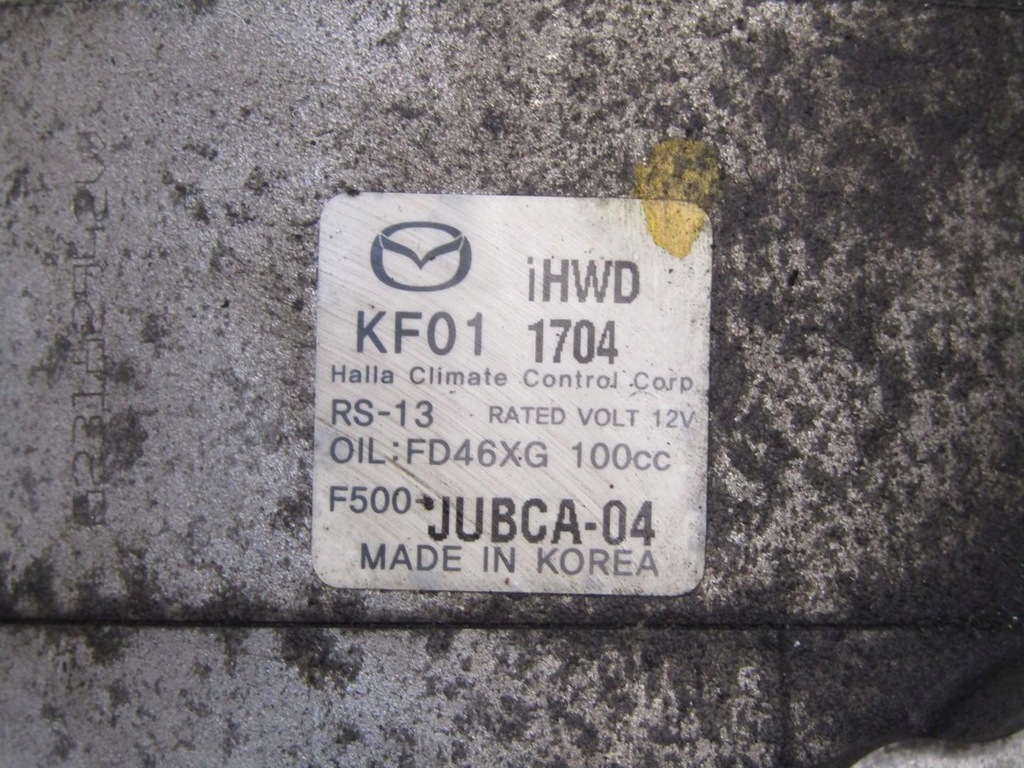 iHWD
KF01 1704
Halla Climate Control Corp
RS-13 RATED VOLT 12V
OIL:FD46XG 100cc
F500-JUBCA-04
MADE IN KOREA